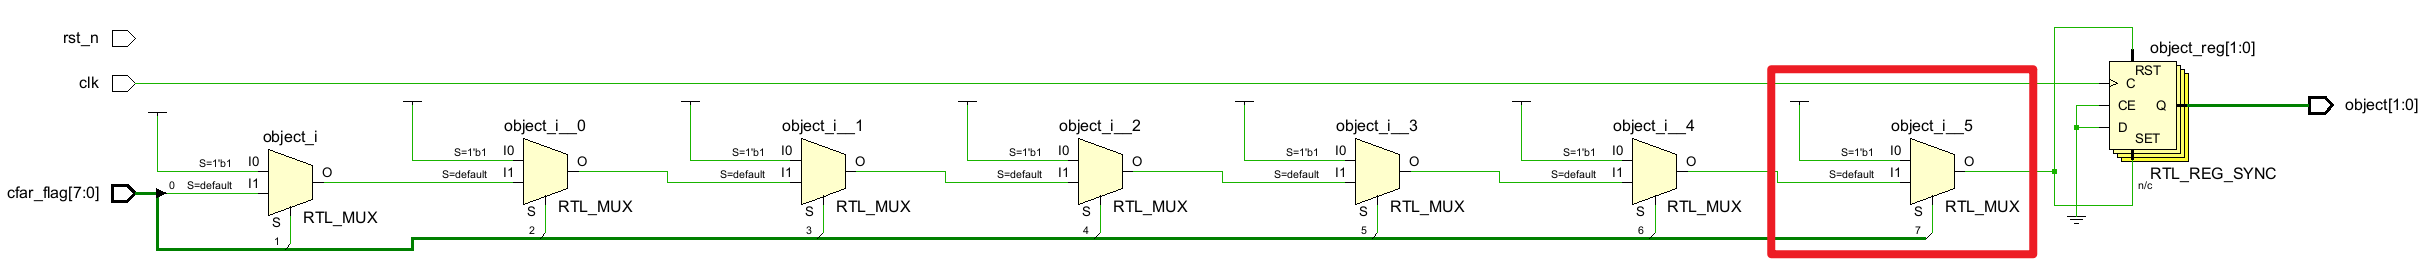 rst_n
clk
cfar_flag[7:0]
0
object_i
S=1'b1 I0
S=default I1
O
S
RTL_MUX
1
object_i__0
S=1'b1 I0
S=default I1
O
S
RTL_MUX
2
object_i__1
S=1'b1 I0
S=default I1
O
S
RTL_MUX
3
object_i__2
S=1'b1 I0
S=default I1
O
S
RTL_MUX
4
object_i__3
S=1'b1 I0
S=default I1
O
S
RTL_MUX
5
object_i__4
S=1'b1 I0
S=default I1
O
S
RTL_MUX
6
object_i__5
S=1'b1 I0
S=default I1
O
S
RTL_MUX
7
object_reg[1:0]
RST
C
CE Q
D
SET
n/c
RTL_REG_SYNC
object[1:0]